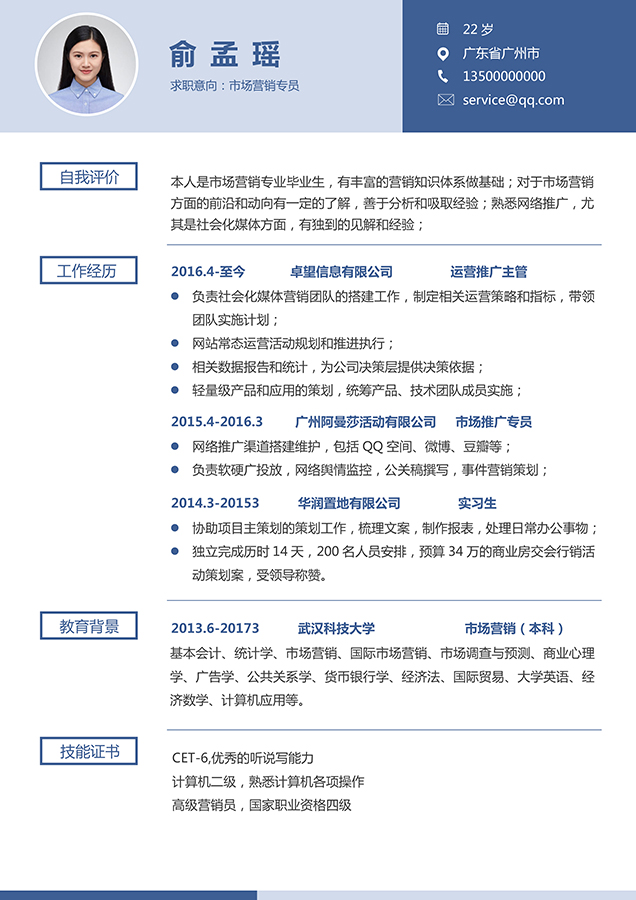 俞孟瑶
求职意向：市场营销专员
22 岁
广东省广州市
13500000000
service@qq.com
自我评价
本人是市场营销专业毕业生，有丰富的营销知识体系做基础；对于市场营销
方面的前沿和动向有一定的了解，善于分析和吸取经验；熟悉网络推广，尤
其是社会化媒体方面，有独到的见解和经验；
工作经历
2016.4-至今 卓望信息有限公司 运营推广主管
负责社会化媒体营销团队的搭建工作，制定相关运营策略和指标，带领
团队实施计划；
网站常态运营活动规划和推进执行；
相关数据报告和统计，为公司决策层提供决策依据；
轻量级产品和应用的策划，统筹产品、技术团队成员实施；
2015.4-2016.3 广州阿曼莎活动有限公司 市场推广专员
网络推广渠道搭建维护，包括 QQ 空间、微博、豆瓣等；
负责软硬广投放，网络舆情监控，公关稿撰写，事件营销策划；
2014.3-20153 华润置地有限公司 实习生
协助项目主策划的策划工作，梳理文案，制作报表，处理日常办公事物；
独立完成历时 14 天，200 名人员安排，预算 34 万的商业房交会行销活
动策划案，受领导称赞。
教育背景
2013.6-20173 武汉科技大学 市场营销（本科）
基本会计、统计学、市场营销、国际市场营销、市场调查与预测、商业心理
学、广告学、公共关系学、货币银行学、经济法、国际贸易、大学英语、经
济数学、计算机应用等。
技能证书
CET-6,优秀的听说写能力
计算机二级，熟悉计算机各项操作
高级营销员，国家职业资格四级